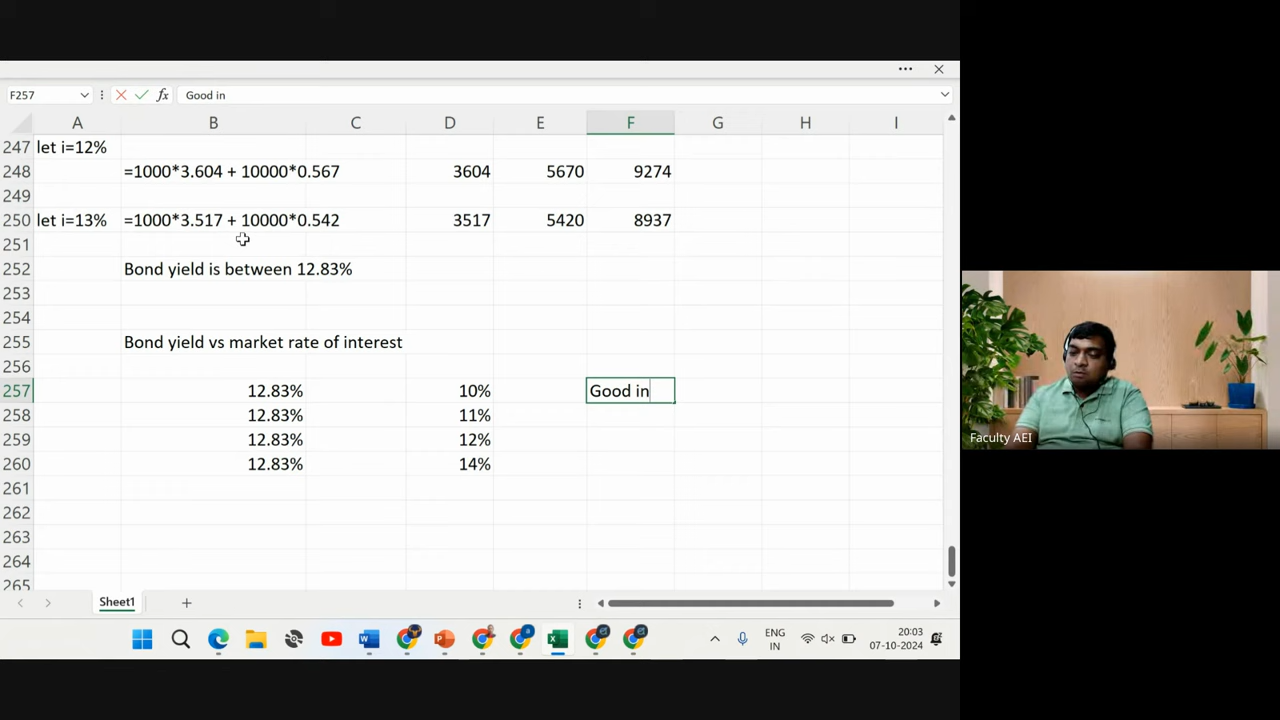 F257
fx
Good in
A B C D E F G H I
247 let i=12%
248 =1000*3.604 + 10000*0.567 3604 5670 9274
249
250 let i=13% =1000*3.517 + 10000*0.542 3517 5420 8937
251
252 Bond yield is between 12.83%
253
254
255 Bond yield vs market rate of interest
256
257 12.83% 10% Good in
258 12.83% 11%
259 12.83% 12%
260 12.83% 14%
261
262
263
264
265
Faculty AEI
Sheet1
ENG
IN
20:03
07-10-2024